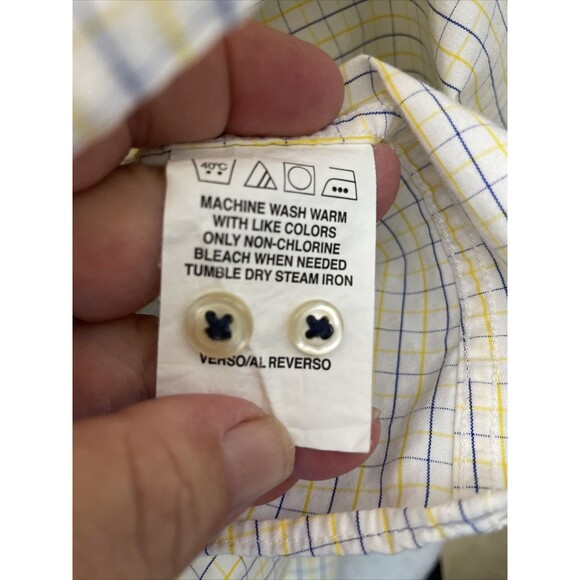 40°C
MACHINE WASH WARM
WITH LIKE COLORS
ONLY NON-CHLORINE
BLEACH WHEN NEEDED
TUMBLE DRY STEAM IRON
VERSO/AL REVERSO